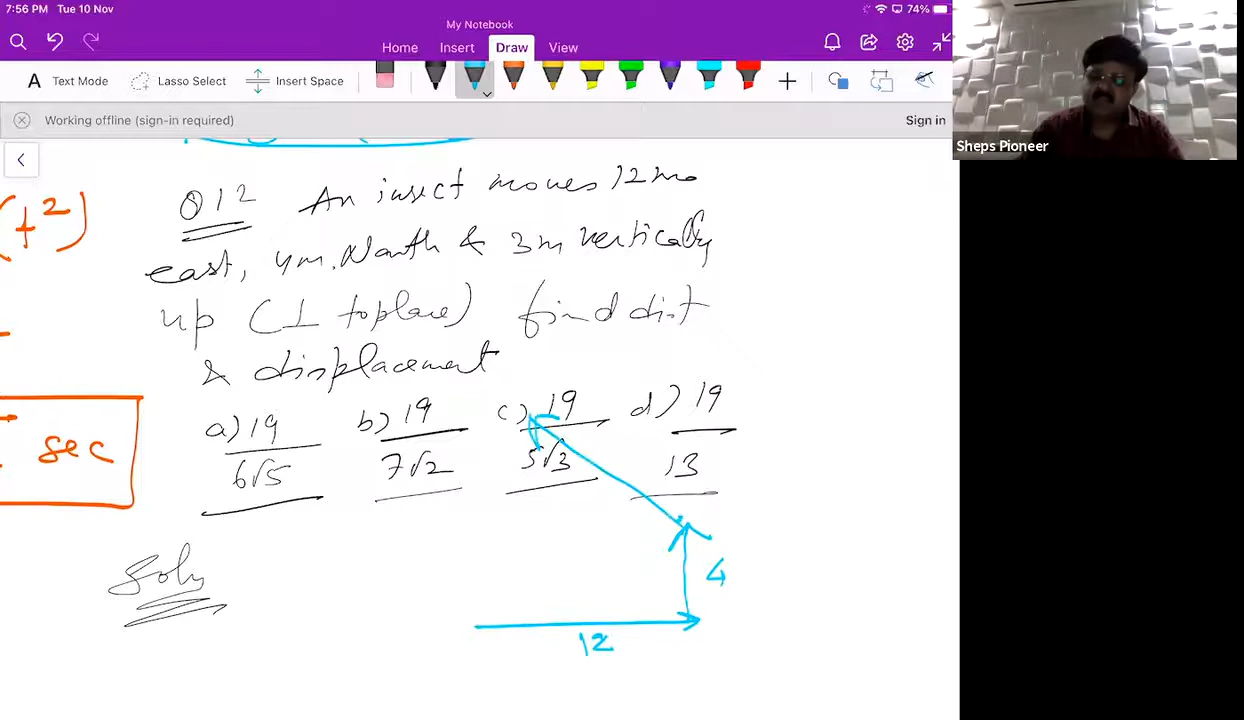 7:56 PM Tue 10 Nov
74%
My Notebook
Home Insert Draw View
A Text Mode Lasso Select Insert Space
Working offline (sign-in required) Sign in
Sheps Pioneer
(t²)
sec
Q12 An insect moves 12m
east, 4m. North & 3m vertically
up (⊥ to plane) find dist
& displacement
a) 19 b) 19 c) 19 d) 19
6√5 7√2 5√3 13
Soln
4
12